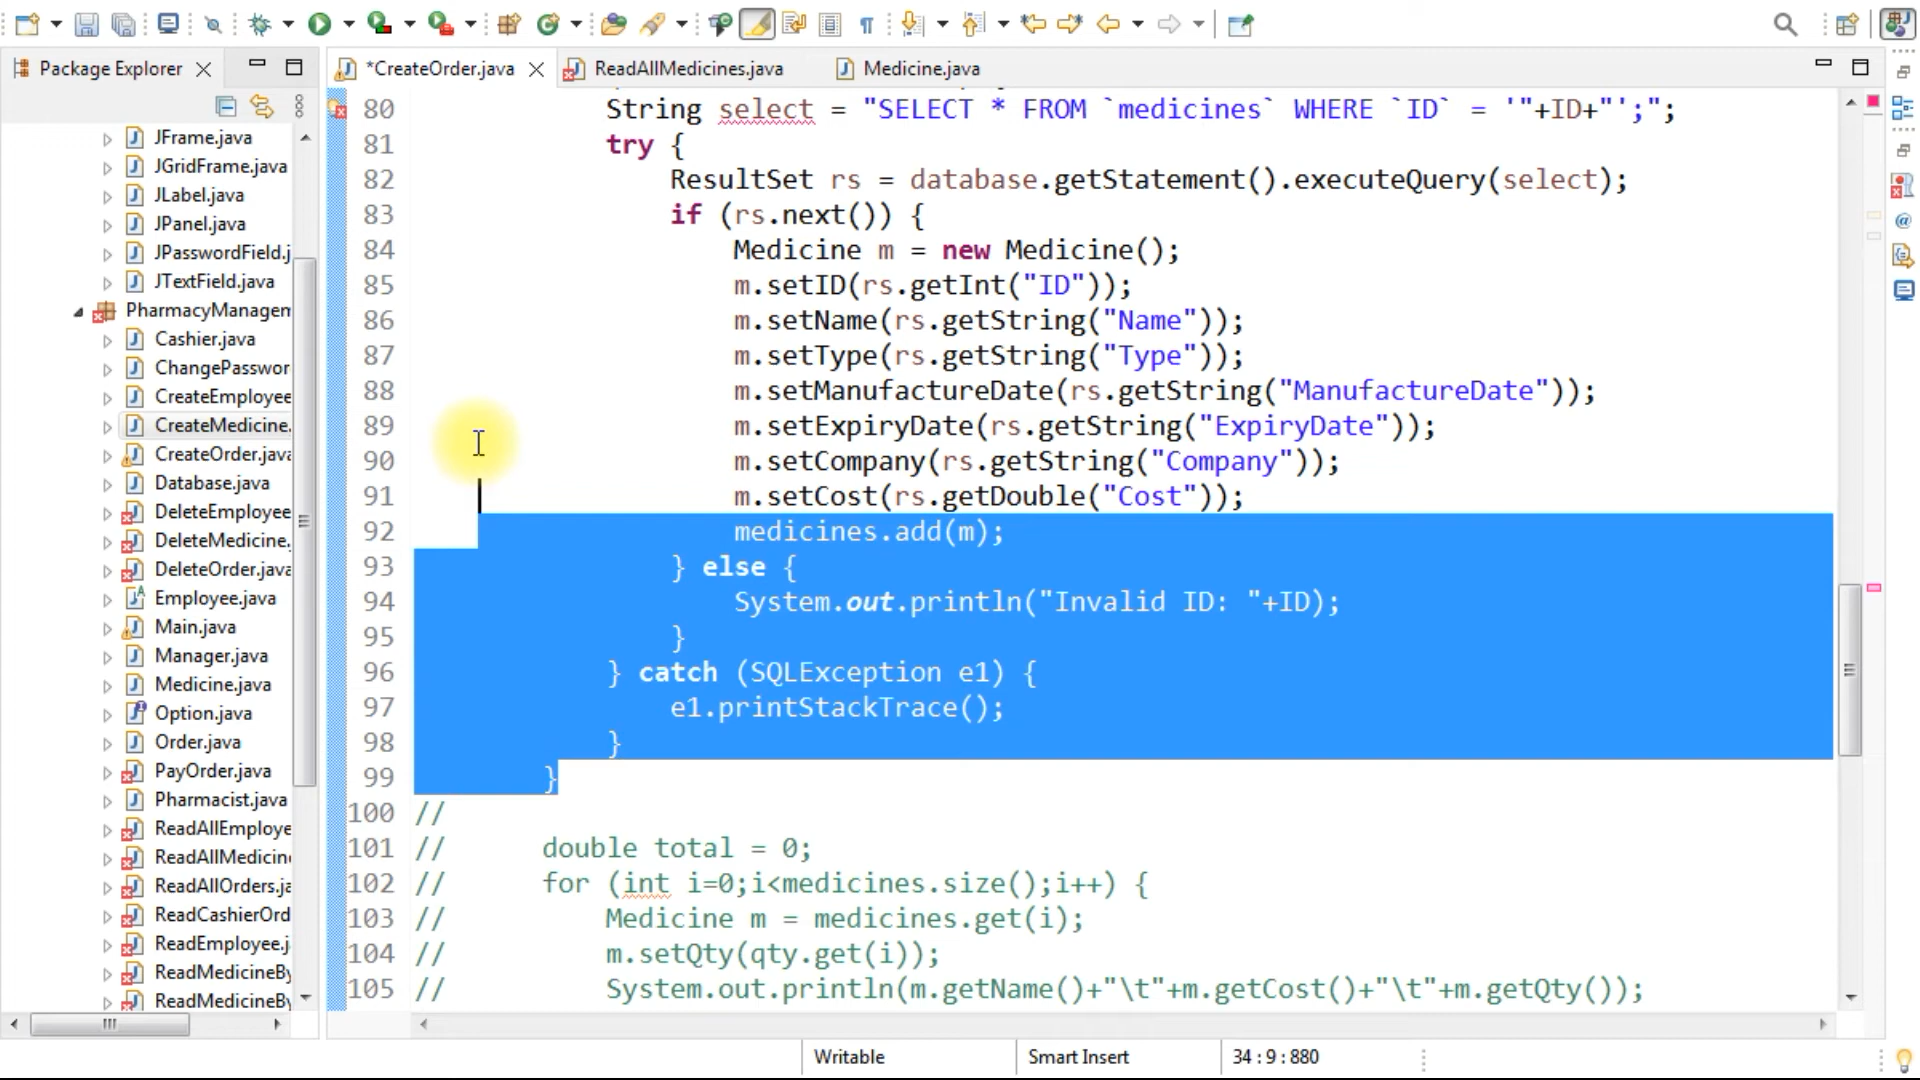 Package Explorer
*CreateOrder.java
ReadAllMedicines.java
Medicine.java
JFrame.java
JGridFrame.java
JLabel.java
JPanel.java
JPasswordField.j
JTextField.java
PharmacyManagem
Cashier.java
ChangePasswor
CreateEmployee
CreateMedicine.
CreateOrder.java
Database.java
DeleteEmployee
DeleteMedicine.
DeleteOrder.java
Employee.java
Main.java
Manager.java
Medicine.java
Option.java
Order.java
PayOrder.java
Pharmacist.java
ReadAllEmploye
ReadAllMedicin
ReadAllOrders.ja
ReadCashierOrd
ReadEmployee.j
ReadMedicineBy
ReadMedicineBy
80 String select = "SELECT * FROM `medicines` WHERE `ID` = '"+ID+"';";
81 try {
82 ResultSet rs = database.getStatement().executeQuery(select);
83 if (rs.next()) {
84 Medicine m = new Medicine();
85 m.setID(rs.getInt("ID"));
86 m.setName(rs.getString("Name"));
87 m.setType(rs.getString("Type"));
88 m.setManufactureDate(rs.getString("ManufactureDate"));
89 m.setExpiryDate(rs.getString("ExpiryDate"));
90 m.setCompany(rs.getString("Company"));
91 m.setCost(rs.getDouble("Cost"));
92 medicines.add(m);
93 } else {
94 System.out.println("Invalid ID: "+ID);
95 }
96 } catch (SQLException e1) {
97 e1.printStackTrace();
98 }
99 }
100 //
101 // double total = 0;
102 // for (int i=0;i<medicines.size();i++) {
103 // Medicine m = medicines.get(i);
104 // m.setQty(qty.get(i));
105 // System.out.println(m.getName()+"\t"+m.getCost()+"\t"+m.getQty());
Writable
Smart Insert
34 : 9 : 880